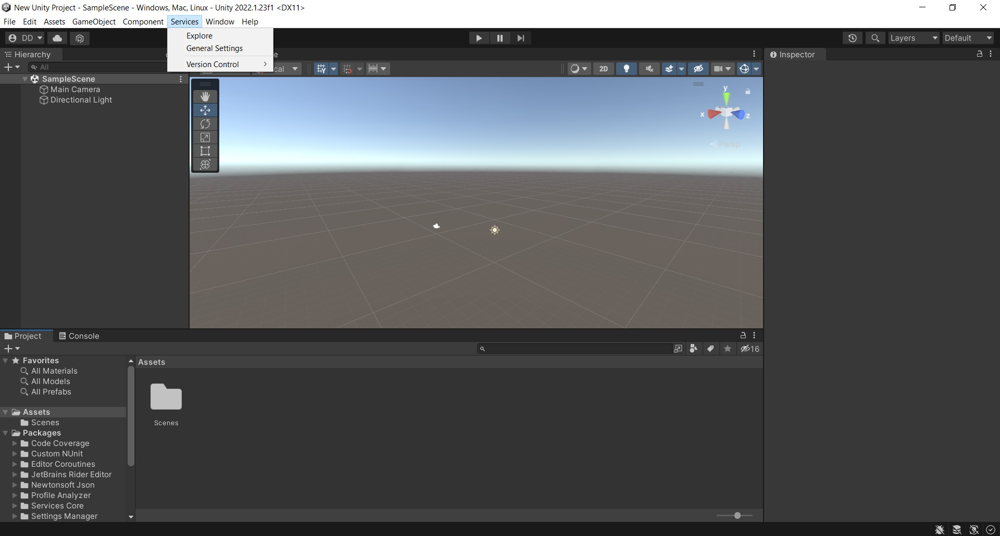 New Unity Project - SampleScene - Windows, Mac, Linux - Unity 2022.1.23f1 <DX11>
File Edit Assets GameObject Component Services Window Help
Explore
General Settings
Version Control
DD
Layers
Default
Hierarchy
All
SampleScene
Main Camera
Directional Light
2D
y
x
z
Persp
Inspector
Project
Console
16
Favorites
All Materials
All Models
All Prefabs
Assets
Scenes
Packages
Code Coverage
Custom NUnit
Editor Coroutines
JetBrains Rider Editor
Newtonsoft Json
Profile Analyzer
Services Core
Settings Manager
Assets
Scenes